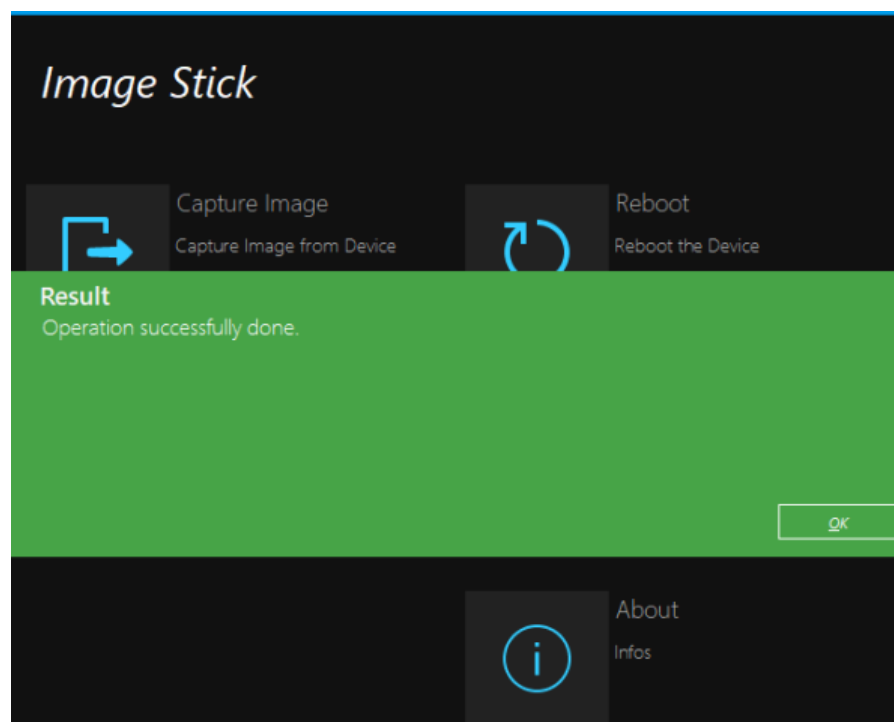 Image Stick
Capture Image
Capture Image from Device
Reboot
Reboot the Device
Result
Operation successfully done.
OK
About
Infos